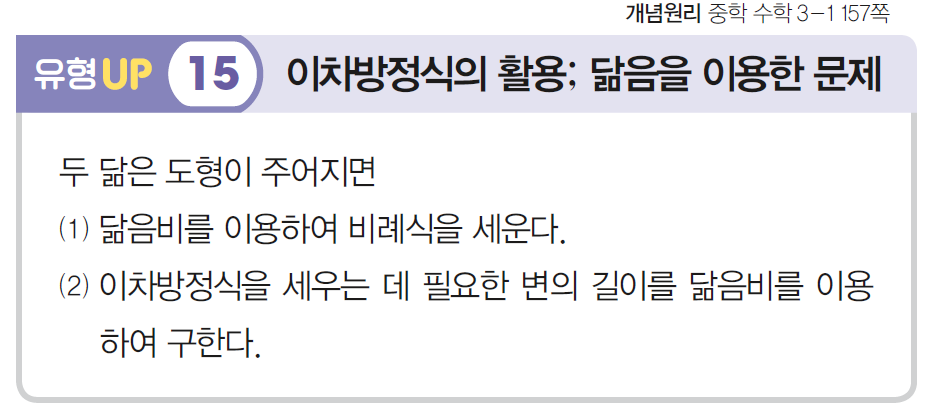 개념원리 중학 수학 3-1 157쪽
유형UP 15 이차방정식의 활용; 닮음을 이용한 문제
두 닮은 도형이 주어지면
⑴ 닮음비를 이용하여 비례식을 세운다.
⑵ 이차방정식을 세우는 데 필요한 변의 길이를 닮음비를 이용
하여 구한다.